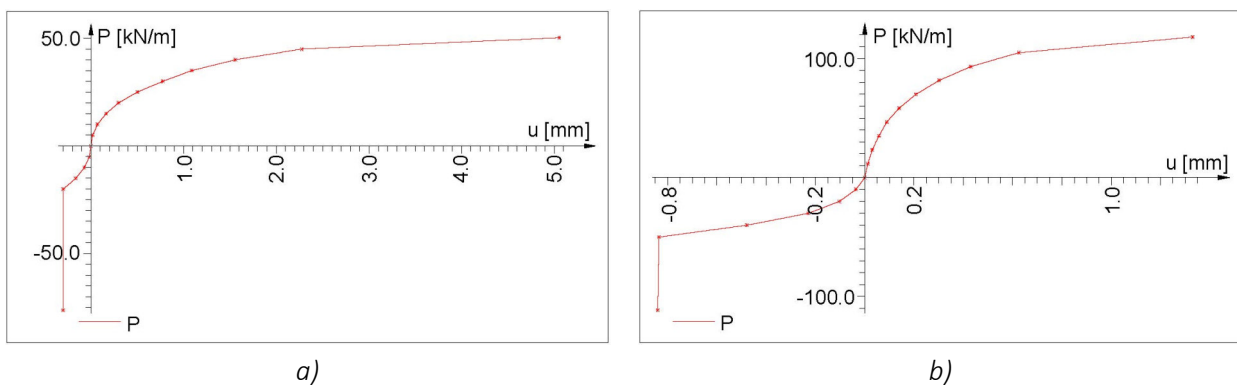 50.0 P [kN/m]
u [mm]
1.0 2.0 3.0 4.0 5.0
-50.0
P
P [kN/m]
100.0
u [mm]
-0.8 -0.2 0.2 1.0
-100.0
P
a) b)